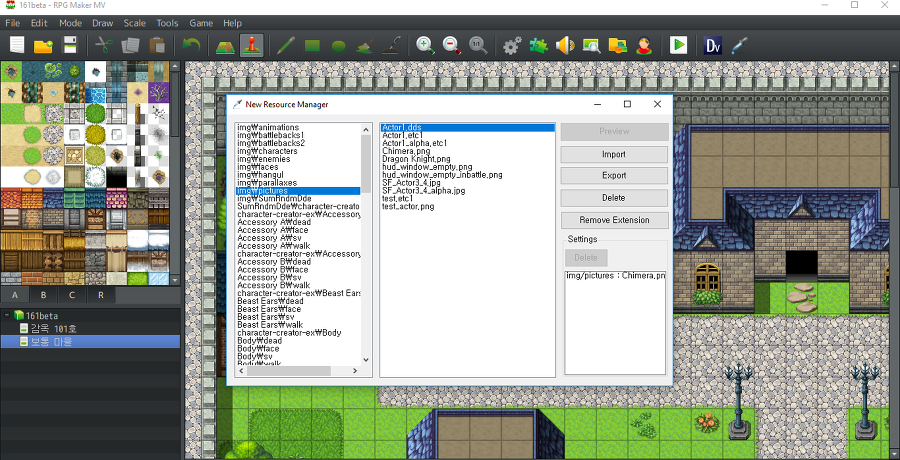 161beta - RPG Maker MV
File Edit Mode Draw Scale Tools Game Help
1:1
Dv
New Resource Manager
img₩animations
img₩battlebacks1
img₩battlebacks2
img₩characters
img₩enemies
img₩faces
img₩hangul
img₩parallaxes
img₩pictures
img₩SumRndmDde
SumRndmDde₩character-creato
character-creator-ex₩Accessory
Accessory A₩dead
Accessory A₩face
Accessory A₩sv
Accessory A₩walk
character-creator-ex₩Accessory
Accessory B₩dead
Accessory B₩face
Accessory B₩sv
Accessory B₩walk
character-creator-ex₩Beast Ears
Beast Ears₩dead
Beast Ears₩face
Beast Ears₩sv
Beast Ears₩walk
character-creator-ex₩Body
Body₩dead
Body₩face
Body₩sv
Body₩walk
Actor1.dds
Actor1.etc1
Actor1_alpha.etc1
Chimera.png
Dragon Knight.png
hud_window_empty.png
hud_window_empty_inbattle.png
SF_Actor3_4.jpg
SF_Actor3_4_alpha.jpg
test.etc1
test_actor.png
Preview
Import
Export
Delete
Remove Extension
Settings
Delete
img/pictures : Chimera.pn
A B C R
161beta
감옥 101호
보통 마을